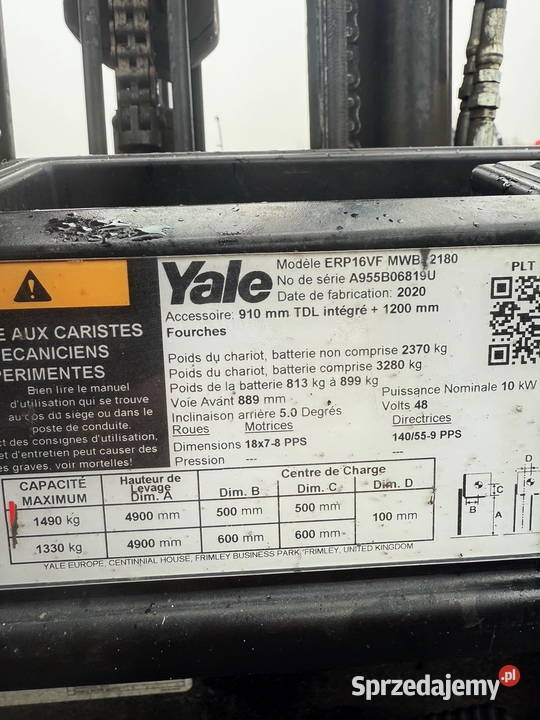 Yale
Modèle ERP16VF MWB 2180
No de série A955B06819U
Date de fabrication: 2020
PLT
Accessoire: 910 mm TDL intégré + 1200 mm
Fourches
E AUX CARISTES
ECANICIENS
PERIMENTES
Bien lire le manuel
d'utilisation qui se trouve
au dos du siège ou dans le
poste de conduite.
ct des consignes d'utilisation,
et d'entretien peut causer des
es graves, voir mortelles!
Poids du chariot, batterie non comprise 2370 kg
Poids du chariot, batterie comprise 3280 kg
Poids de la batterie 813 kg à 899 kg
Voie Avant 889 mm
Puissance Nominale 10 kW
Inclinaison arrière 5.0 Degrés
Volts 48
Roues Motrices Directrices
Dimensions 18x7-8 PPS 140/55-9 PPS
Pression --- ---
CAPACITÉ MAXIMUM
Hauteur de Levage Dim. A
Centre de Charge
Dim. B Dim. C Dim. D
1490 kg 4900 mm 500 mm 500 mm 100 mm
1330 kg 4900 mm 600 mm 600 mm
D
C
B
A
YALE EUROPE, CENTINNIAL HOUSE, FRIMLEY BUSINESS PARK, FRIMLEY, UNITED KINGDOM
Sprzedajemy.pl